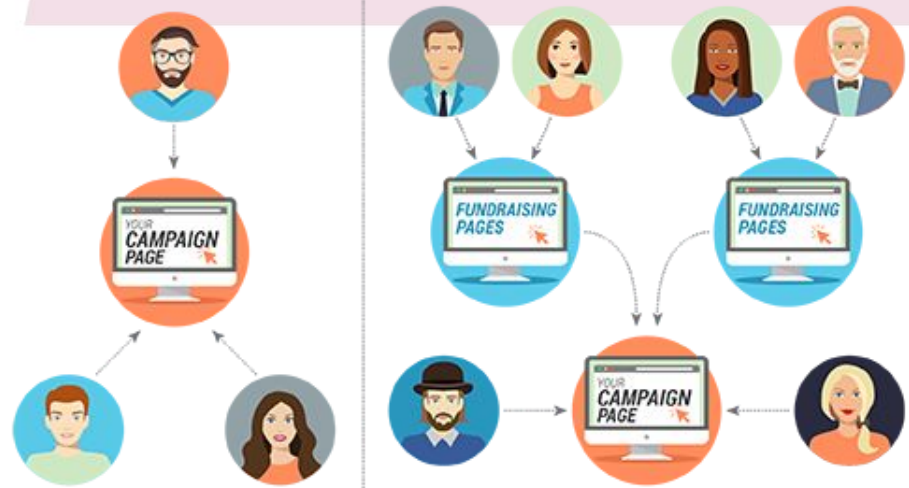 YOUR
CAMPAIGN
PAGE
FUNDRAISING
PAGES
FUNDRAISING
PAGES
YOUR
CAMPAIGN
PAGE